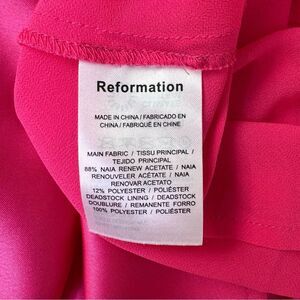 Reformation
MADE IN CHINA / FABRICADO EN
CHINA / FABRIQUÉ EN CHINE
MAIN FABRIC / TISSU PRINCIPAL /
TEJIDO PRINCIPAL
88% NAIA RENEW ACETATE / NAIA
RENOUVELER ACÉTATE / NAIA
RENOVAR ACETATO
12% POLYESTER / POLIÉSTER
DEADSTOCK LINING / DEADSTOCK
DOUBLURE / REMANENTE FORRO
100% POLYESTER / POLIÉSTER